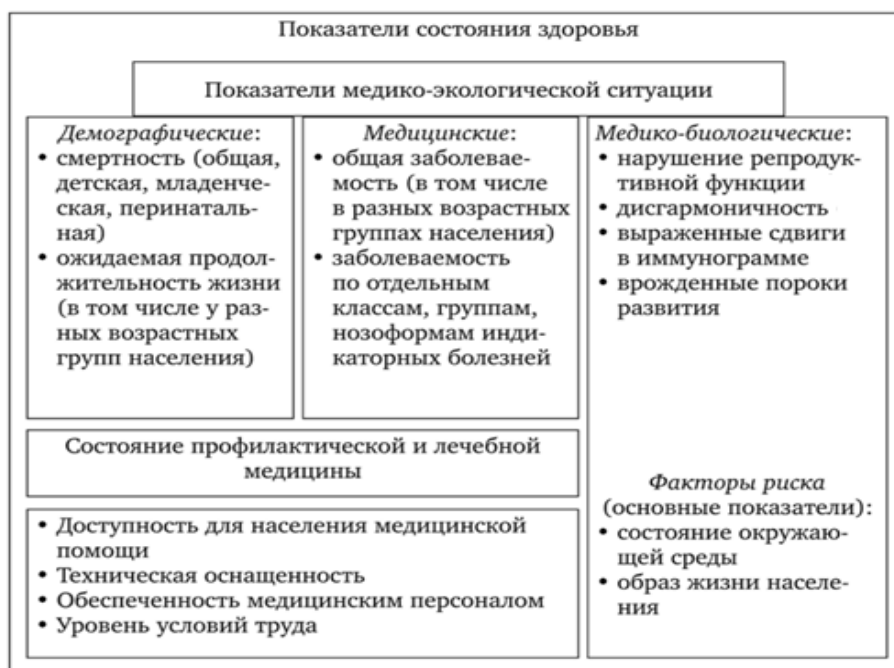 Показатели состояния здоровья
Показатели медико-экологической ситуации
Демографические:
• смертность (общая,
детская, младенче-
ская, перинаталь-
ная)
• ожидаемая продол-
жительность жизни
(в том числе у раз-
ных возрастных
групп населения)
Медицинские:
• общая заболевае-
мость (в том числе
в разных возрастных
группах населения)
• заболеваемость
по отдельным
классам, группам,
нозоформам инди-
каторных болезней
Медико-биологические:
• нарушение репродук-
тивной функции
• дисгармоничность
• выраженные сдвиги
в иммунограмме
• врожденные пороки
развития
Состояние профилактической и лечебной
медицины
• Доступность для населения медицинской
помощи
• Техническая оснащенность
• Обеспеченность медицинским персоналом
• Уровень условий труда
Факторы риска
(основные показатели):
• состояние окружаю-
щей среды
• образ жизни населе-
ния